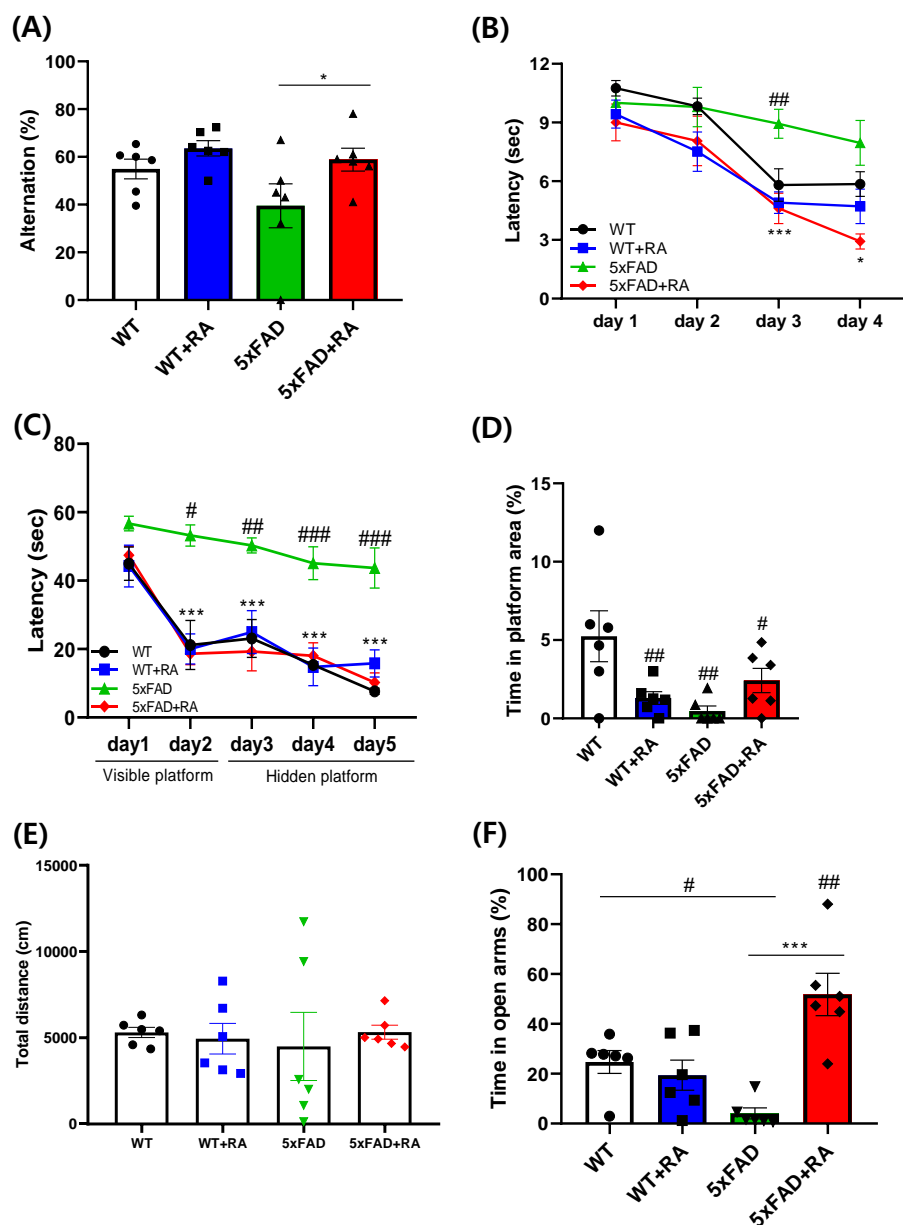 (A)
Alternation (%)
100
80
60
40
20
0
*
WT
WT+RA
5xFAD
5xFAD+RA
(B)
Latency (sec)
12
9
6
3
0
##
***
*
WT
WT+RA
5xFAD
5xFAD+RA
day 1 day 2 day 3 day 4
(C)
Latency (sec)
80
60
40
20
0
# ## ### ###
*** *** *** ***
WT
WT+RA
5xFAD
5xFAD+RA
day1 day2 day3 day4 day5
Visible platform Hidden platform
(D)
Time in platform area (%)
15
10
5
0
## ## #
WT
WT+RA
5xFAD
5xFAD+RA
(E)
Total distance (cm)
15000
10000
5000
0
WT WT+RA 5xFAD 5xFAD+RA
(F)
Time in open arms (%)
100
80
60
40
20
0
# ##
***
WT
WT+RA
5xFAD
5xFAD+RA